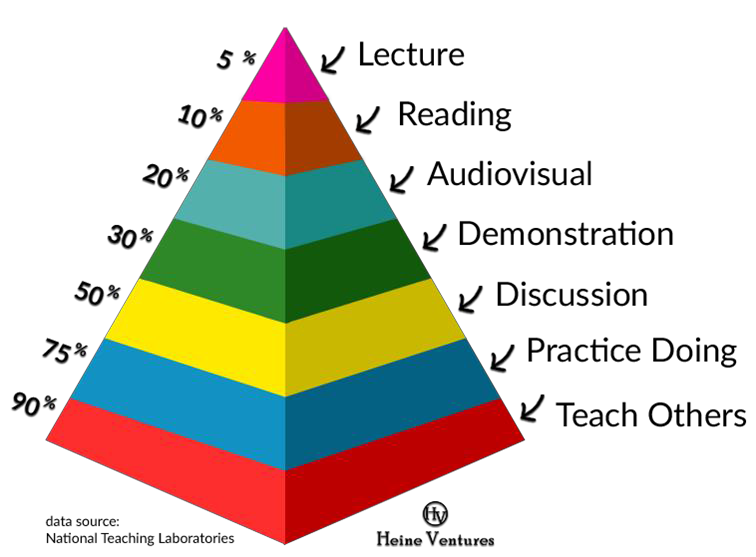 5 % Lecture
10% Reading
20% Audiovisual
30% Demonstration
50% Discussion
75% Practice Doing
90% Teach Others
data source:
National Teaching Laboratories
HV
Heine Ventures